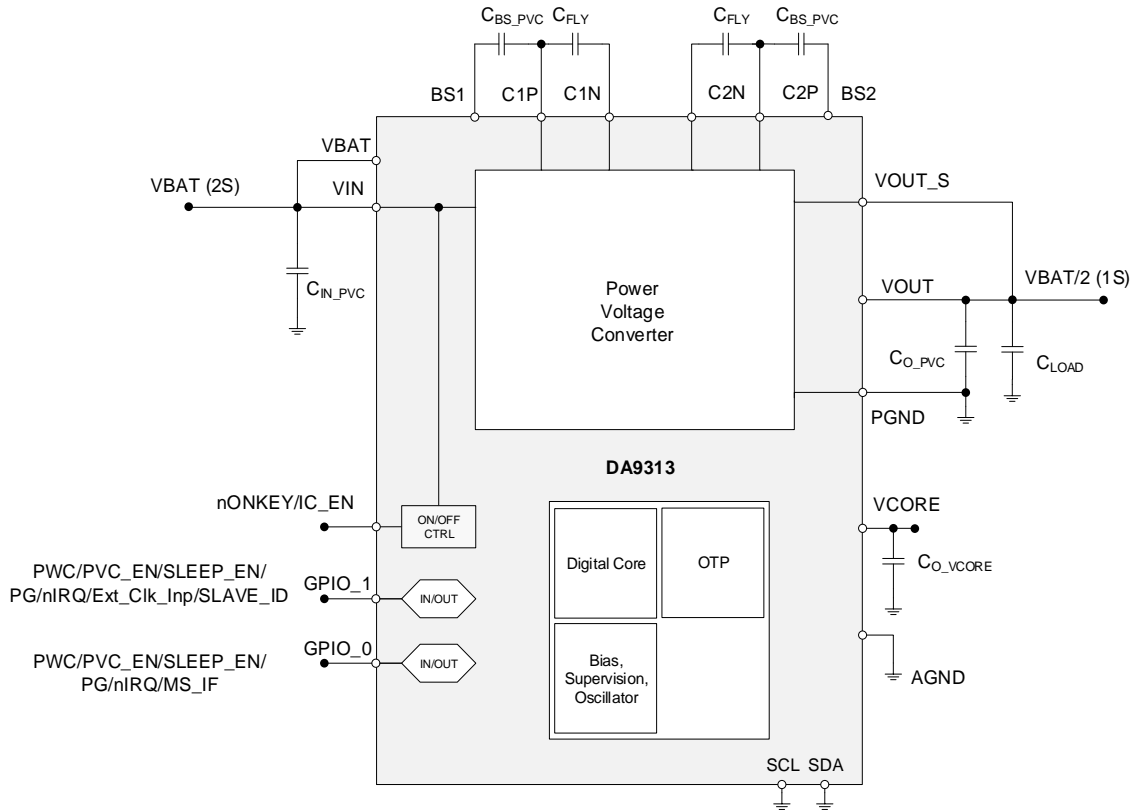 CBS_PVC CFLY CFLY CBS_PVC
BS1 C1P C1N C2N C2P BS2
VBAT
VBAT (2S)
VIN
CIN_PVC
VOUT_S
VOUT
VBAT/2 (1S)
Power
Voltage
Converter
CO_PVC
CLOAD
PGND
DA9313
nONKEY/IC_EN
ON/OFF
CTRL
VCORE
CO_VCORE
PWC/PVC_EN/SLEEP_EN/
PG/nIRQ/Ext_Clk_Inp/SLAVE_ID
GPIO_1
IN/OUT
Digital Core
OTP
PWC/PVC_EN/SLEEP_EN/
PG/nIRQ/MS_IF
GPIO_0
IN/OUT
Bias,
Supervision,
Oscillator
AGND
SCL SDA